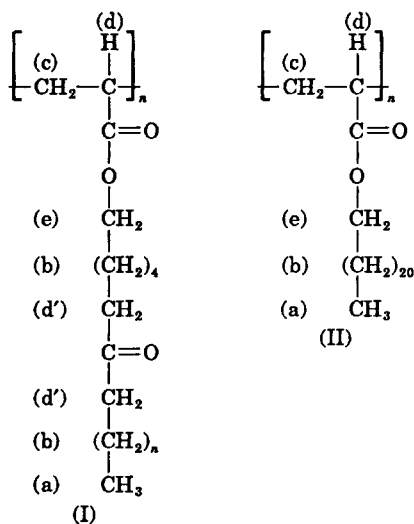 (d) (d)
H H
(c) (c)
CH₂ C n CH₂ C n
C=O C=O
O O
(e) CH₂ (e) CH₂
(b) (CH₂)₄ (b) (CH₂)₂₀
(d′) CH₂ (a) CH₃
C=O (II)
(d′) CH₂
(b) (CH₂)ₙ
(a) CH₃
(I)